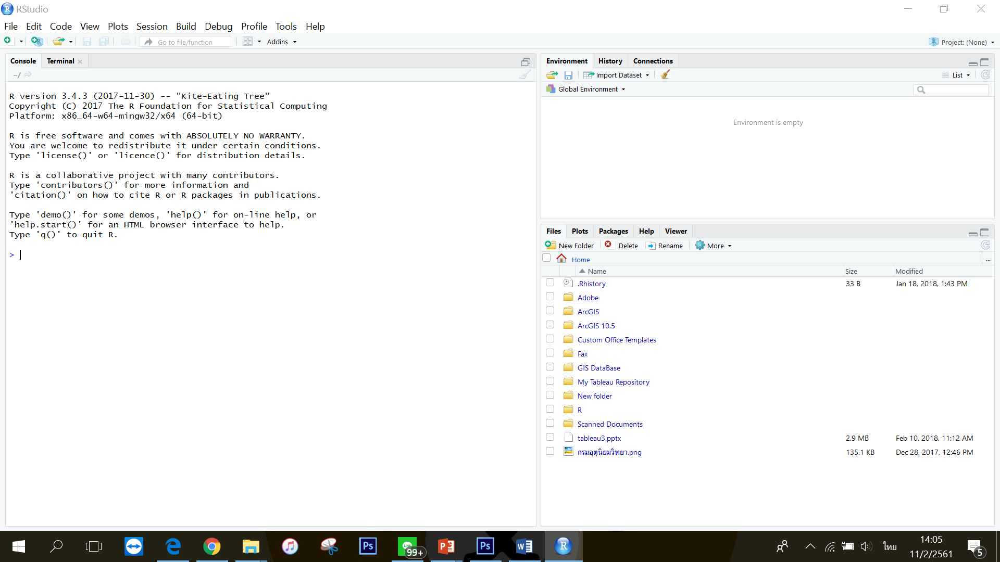 RStudio
File Edit Code View Plots Session Build Debug Profile Tools Help
Go to file/function Addins Project: (None)
Console Terminal
~/
R version 3.4.3 (2017-11-30) -- "Kite-Eating Tree"
Copyright (C) 2017 The R Foundation for Statistical Computing
Platform: x86_64-w64-mingw32/x64 (64-bit)
R is free software and comes with ABSOLUTELY NO WARRANTY.
You are welcome to redistribute it under certain conditions.
Type 'license()' or 'licence()' for distribution details.
R is a collaborative project with many contributors.
Type 'contributors()' for more information and
'citation()' on how to cite R or R packages in publications.
Type 'demo()' for some demos, 'help()' for on-line help, or
'help.start()' for an HTML browser interface to help.
Type 'q()' to quit R.
>
Environment History Connections
Import Dataset List
Global Environment
Environment is empty
Files Plots Packages Help Viewer
New Folder Delete Rename More
Home ...
Name Size Modified
.Rhistory 33 B Jan 18, 2018, 1:43 PM
Adobe
ArcGIS
ArcGIS 10.5
Custom Office Templates
Fax
GIS DataBase
My Tableau Repository
New folder
R
Scanned Documents
tableau3.pptx 2.9 MB Feb 10, 2018, 11:12 AM
กรมอุตุนิยมวิทยา.png 135.1 KB Dec 28, 2017, 12:46 PM
Ps LINE 99+ P Ps W R ไทย 14:05
11/2/2561 5